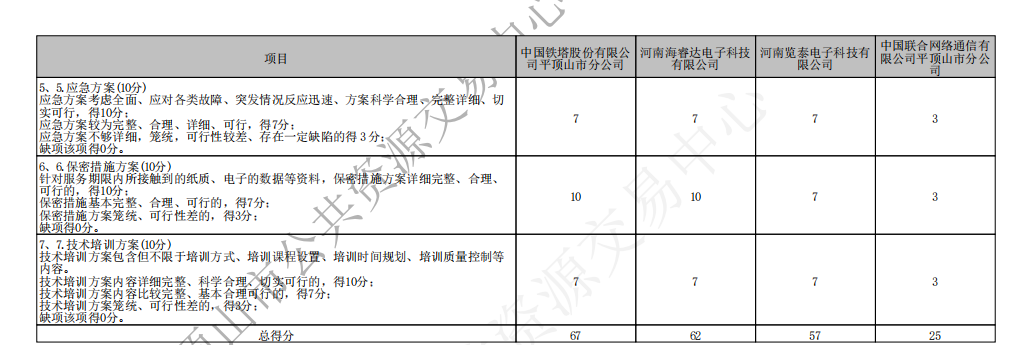 项目
中国铁塔股份有限公
司平顶山市分公司
河南海睿达电子科技
有限公司
河南览泰电子科技有
限公司
中国联合网络通信有
限公司平顶山市分公
司
5、5.应急方案(10分)
应急方案考虑全面、应对各类故障、突发情况反应迅速、方案科学合理、完整详细、切
实可行，得10分；
应急方案较为完整、合理、详细、可行，得7分；
应急方案不够详细，笼统，可行性较差、存在一定缺陷的得 3 分；
缺项该项得0分。
7
7
7
3
6、6.保密措施方案(10分)
针对服务期限内所接触到的纸质、电子的数据等资料，保密措施方案详细完整、合理、
可行的，得10分；
保密措施基本完整、合理、可行的，得7分；
保密措施方案笼统、可行性差的，得3分；
缺项得0分。
10
10
7
3
7、7.技术培训方案(10分)
技术培训方案包含但不限于培训方式、培训课程设置、培训时间规划、培训质量控制等
内容。
技术培训方案内容详细完整、科学合理、切实可行的，得10分；
技术培训方案内容比较完整、基本合理可行的，得7分；
技术培训方案笼统、可行性差的，得3分；
缺项该项得0分。
7
7
7
3
总得分
67
62
57
25
顶山市公共资源交易中心
资源交易中心